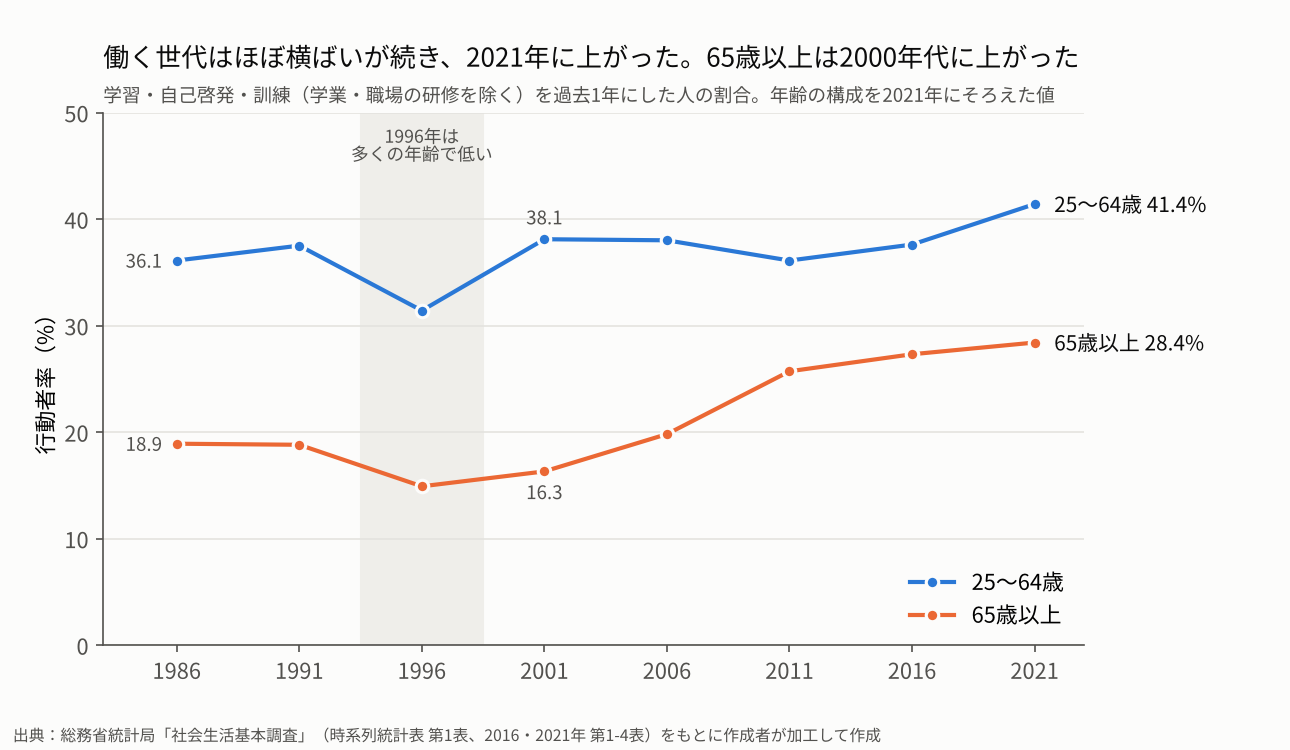 働く世代はほぼ横ばいが続き、2021年に上がった。65歳以上は2000年代に上がった
学習・自己啓発・訓練（学業・職場の研修を除く）を過去1年にした人の割合。年齢の構成を2021年にそろえた値
行動者率（%）
50
40
30
20
10
0
1996年は
多くの年齢で低い
36.1
38.1
25〜64歳 41.4%
18.9
16.3
65歳以上 28.4%
25〜64歳
65歳以上
1986
1991
1996
2001
2006
2011
2016
2021
出典：総務省統計局「社会生活基本調査」（時系列統計表 第1表、2016・2021年 第1-4表）をもとに作成者が加工して作成